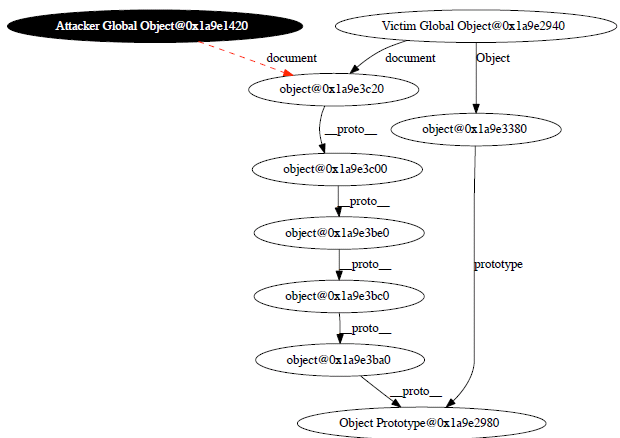 Attacker Global Object@0x1a9e1420
Victim Global Object@0x1a9e2940
document
document
Object
object@0x1a9e3c20
object@0x1a9e3380
__proto__
object@0x1a9e3c00
__proto__
object@0x1a9e3be0
__proto__
prototype
object@0x1a9e3bc0
__proto__
object@0x1a9e3ba0
__proto__
Object Prototype@0x1a9e2980